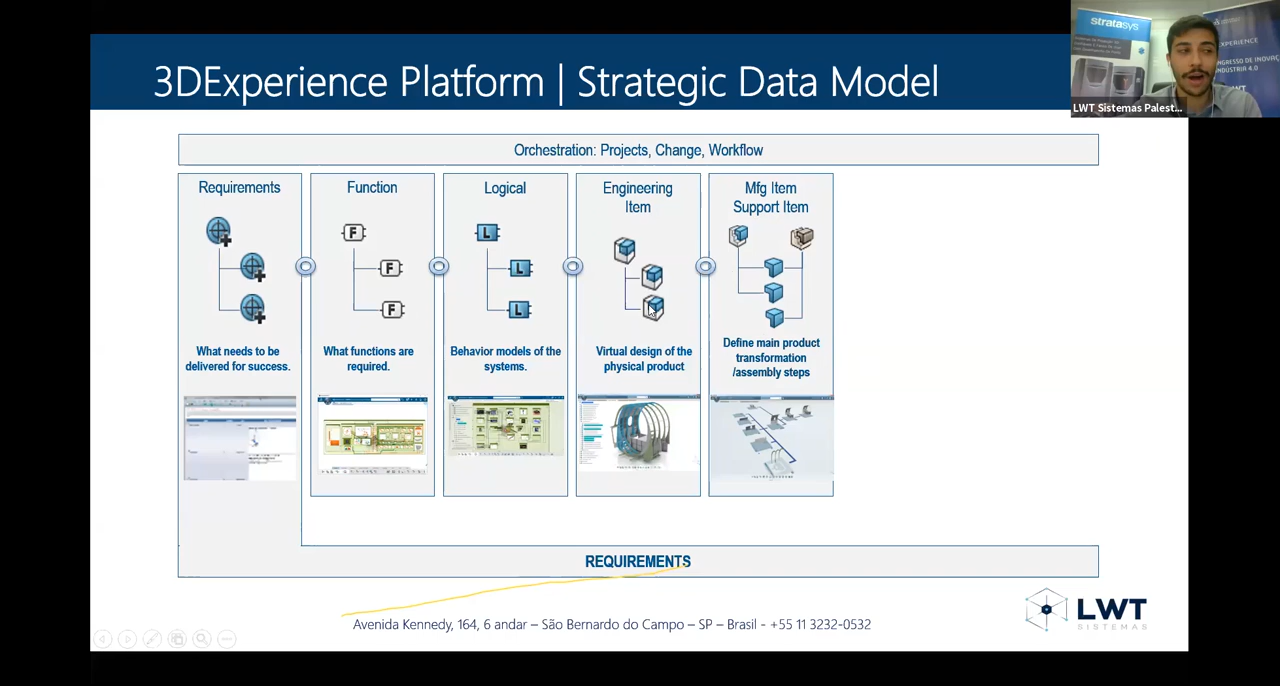 3DExperience Platform | Strategic Data Model
stratasys
LWT Sistemas Palest...
Orchestration: Projects, Change, Workflow
Requirements
Function
Logical
Engineering
Item
Mfg Item
Support Item
F
F
F
L
L
L
What needs to be
delivered for success.
What functions are
required.
Behavior models of the
systems.
Virtual design of the
physical product
Define main product
transformation
/assembly steps
REQUIREMENTS
Avenida Kennedy, 164, 6 andar – São Bernardo do Campo – SP – Brasil - +55 11 3232-0532
LWT
SISTEMAS